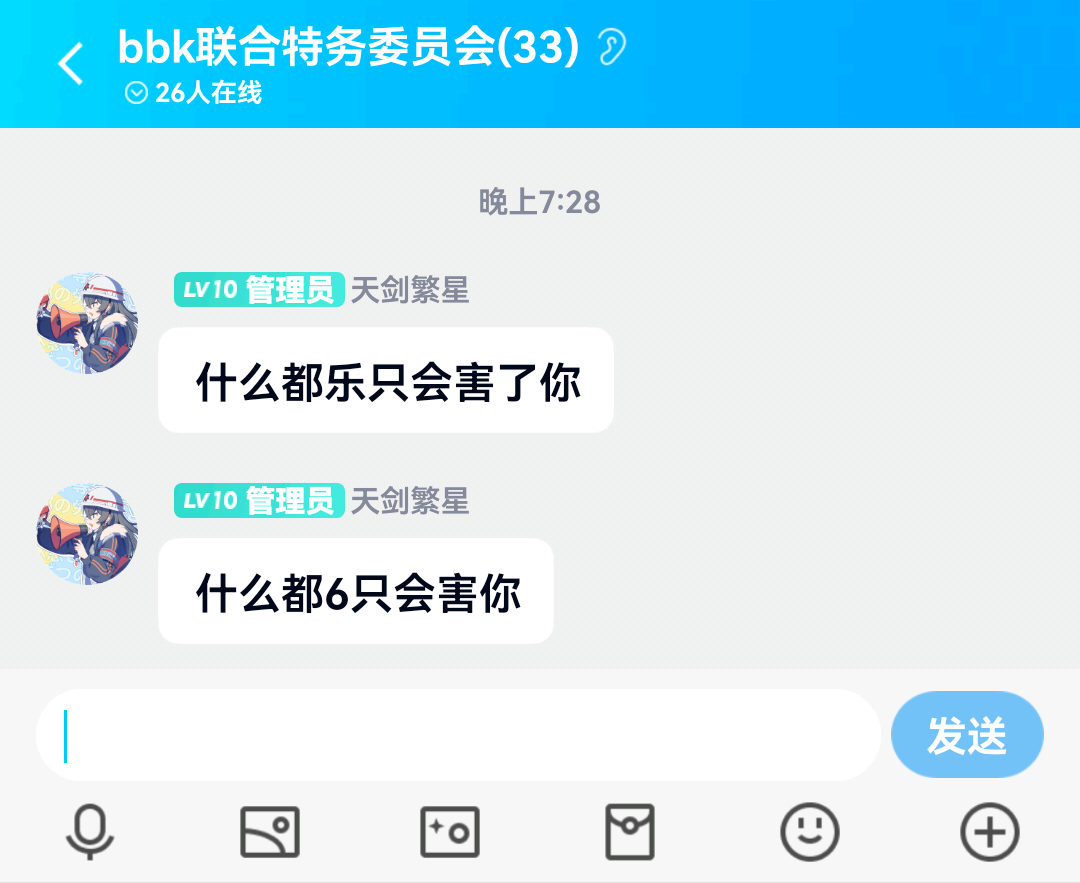 bbk联合特务委员会(33)
26人在线
晚上7:28
LV10 管理员 天剑繁星
什么都乐只会害了你
LV10 管理员 天剑繁星
什么都6只会害你
发送